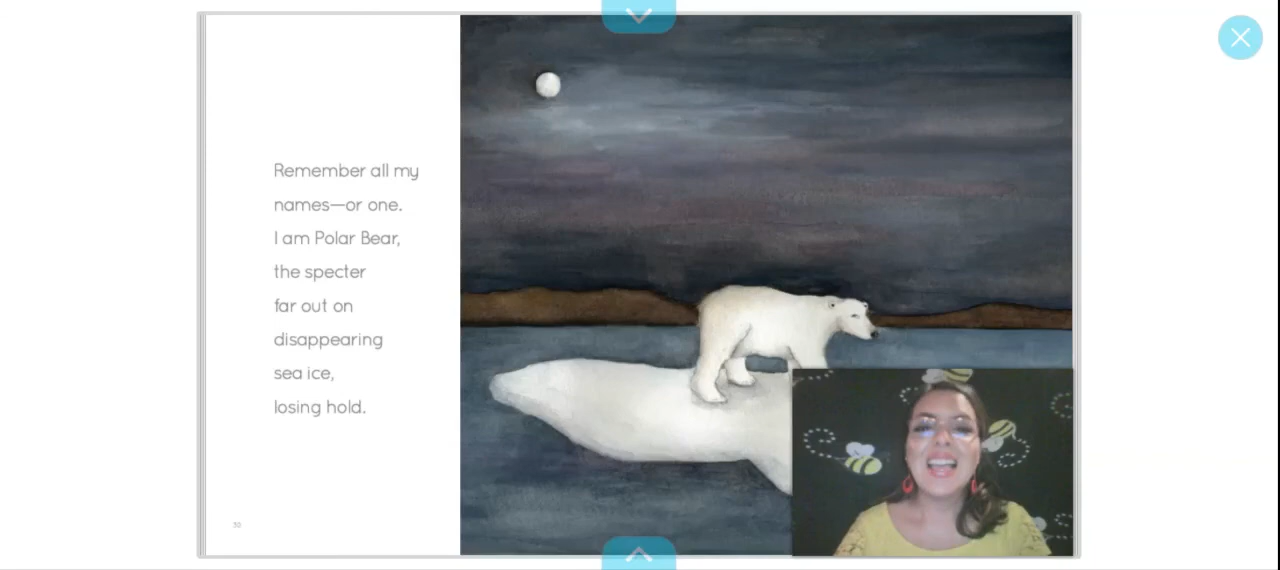 Remember all my
names—or one.
I am Polar Bear,
the specter
far out on
disappearing
sea ice,
losing hold.
30